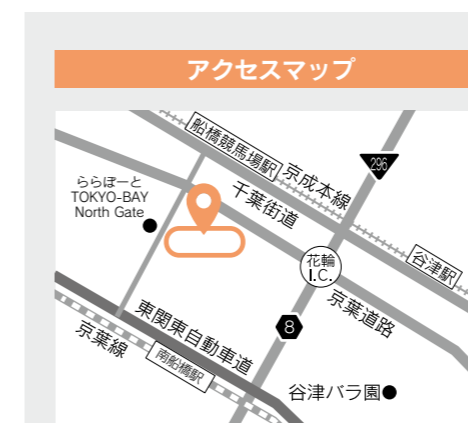 アクセスマップ
船橋競馬場駅
京成本線
296
ららぽーと
TOKYO-BAY
North Gate
千葉街道
谷津駅
花輪
I.C.
京葉道路
東関東自動車道
8
京葉線
南船橋駅
谷津バラ園